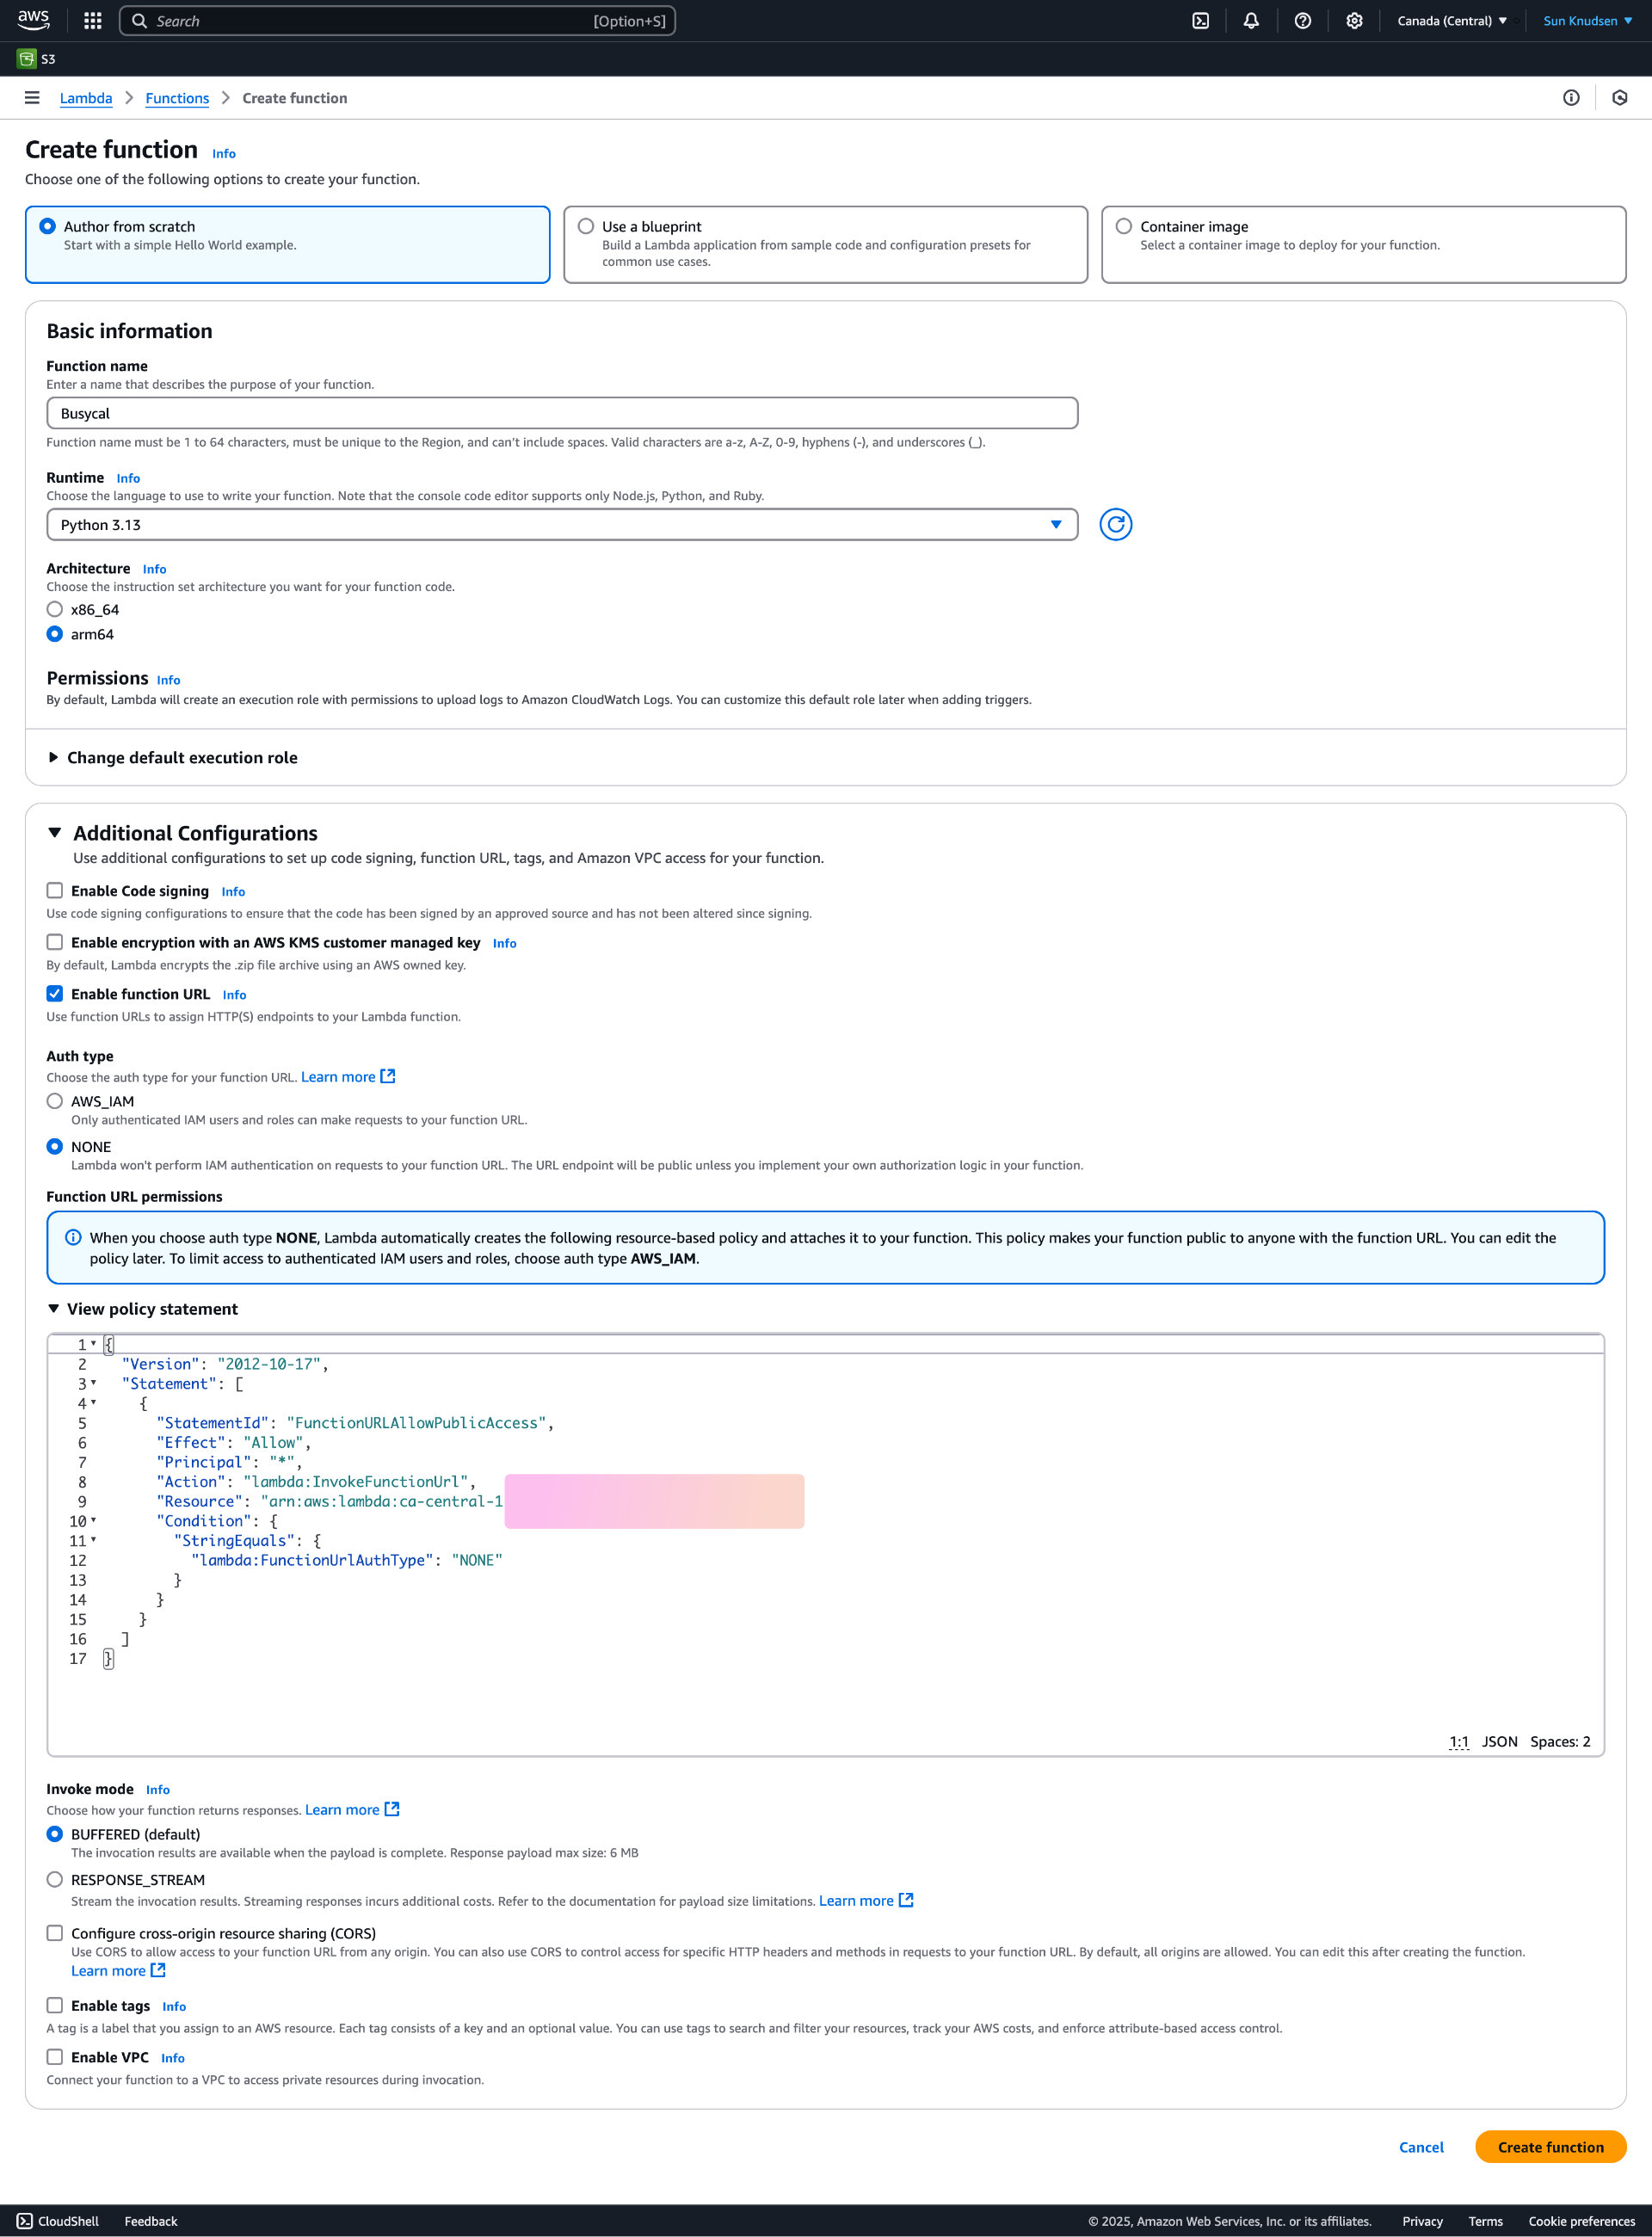 aws
Search [Option+S]
Canada (Central) Sun Knudsen
S3
Lambda Functions Create function
Create function Info
Choose one of the following options to create your function.
Author from scratch
Start with a simple Hello World example.
Use a blueprint
Build a Lambda application from sample code and configuration presets for
common use cases.
Container image
Select a container image to deploy for your function.
Basic information
Function name
Enter a name that describes the purpose of your function.
Busycal
Function name must be 1 to 64 characters, must be unique to the Region, and can't include spaces. Valid characters are a-z, A-Z, 0-9, hyphens (-), and underscores (_).
Runtime Info
Choose the language to use to write your function. Note that the console code editor supports only Node.js, Python, and Ruby.
Python 3.13
Architecture Info
Choose the instruction set architecture you want for your function code.
x86_64
arm64
Permissions Info
By default, Lambda will create an execution role with permissions to upload logs to Amazon CloudWatch Logs. You can customize this default role later when adding triggers.
Change default execution role
Additional Configurations
Use additional configurations to set up code signing, function URL, tags, and Amazon VPC access for your function.
Enable Code signing Info
Use code signing configurations to ensure that the code has been signed by an approved source and has not been altered since signing.
Enable encryption with an AWS KMS customer managed key Info
By default, Lambda encrypts the .zip file archive using an AWS owned key.
Enable function URL Info
Use function URLs to assign HTTP(S) endpoints to your Lambda function.
Auth type
Choose the auth type for your function URL. Learn more
AWS_IAM
Only authenticated IAM users and roles can make requests to your function URL.
NONE
Lambda won't perform IAM authentication on requests to your function URL. The URL endpoint will be public unless you implement your own authorization logic in your function.
Function URL permissions
When you choose auth type NONE, Lambda automatically creates the following resource-based policy and attaches it to your function. This policy makes your function public to anyone with the function URL. You can edit the
policy later. To limit access to authenticated IAM users and roles, choose auth type AWS_IAM.
View policy statement
1 {
2 "Version": "2012-10-17",
3 "Statement": [
4 {
5 "StatementId": "FunctionURLAllowPublicAccess",
6 "Effect": "Allow",
7 "Principal": "*",
8 "Action": "lambda:InvokeFunctionUrl",
9 "Resource": "arn:aws:lambda:ca-central-1
10 "Condition": {
11 "StringEquals": {
12 "lambda:FunctionUrlAuthType": "NONE"
13 }
14 }
15 }
16 ]
17 }
1:1 JSON Spaces: 2
Invoke mode Info
Choose how your function returns responses. Learn more
BUFFERED (default)
The invocation results are available when the payload is complete. Response payload max size: 6 MB
RESPONSE_STREAM
Stream the invocation results. Streaming responses incurs additional costs. Refer to the documentation for payload size limitations. Learn more
Configure cross-origin resource sharing (CORS)
Use CORS to allow access to your function URL from any origin. You can also use CORS to control access for specific HTTP headers and methods in requests to your function URL. By default, all origins are allowed. You can edit this after creating the function.
Learn more
Enable tags Info
A tag is a label that you assign to an AWS resource. Each tag consists of a key and an optional value. You can use tags to search and filter your resources, track your AWS costs, and enforce attribute-based access control.
Enable VPC Info
Connect your function to a VPC to access private resources during invocation.
Cancel Create function
CloudShell Feedback © 2025, Amazon Web Services, Inc. or its affiliates. Privacy Terms Cookie preferences